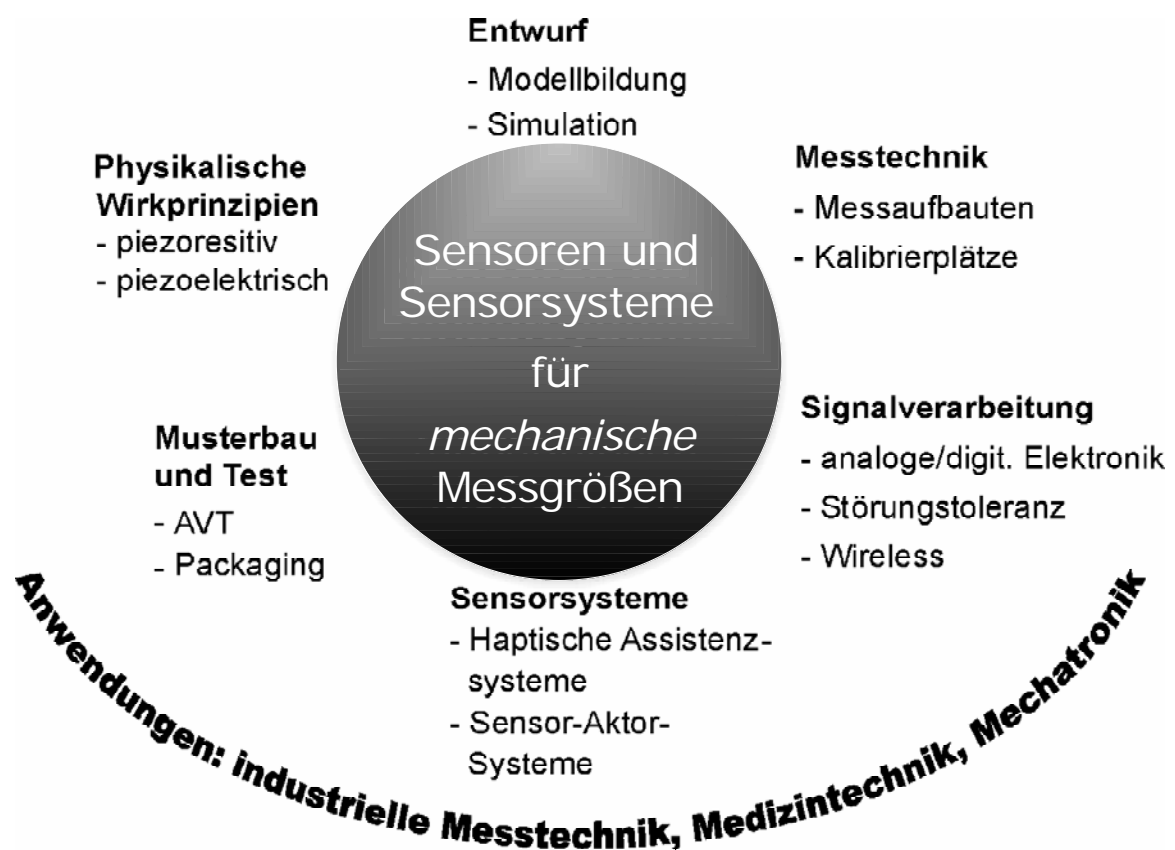 Entwurf
- Modellbildung
- Simulation
Physikalische
Wirkprinzipien
- piezoresitiv
- piezoelektrisch
Messtechnik
- Messaufbauten
- Kalibrierplätze
Sensoren und
Sensorsysteme
für
mechanische
Messgrößen
Musterbau
und Test
- AVT
- Packaging
Signalverarbeitung
- analoge/digit. Elektronik
- Störungstoleranz
- Wireless
Sensorsysteme
- Haptische Assistenz-
systeme
- Sensor-Aktor-
Systeme
Anwendungen: industrielle Messtechnik, Medizintechnik, Mechatronik